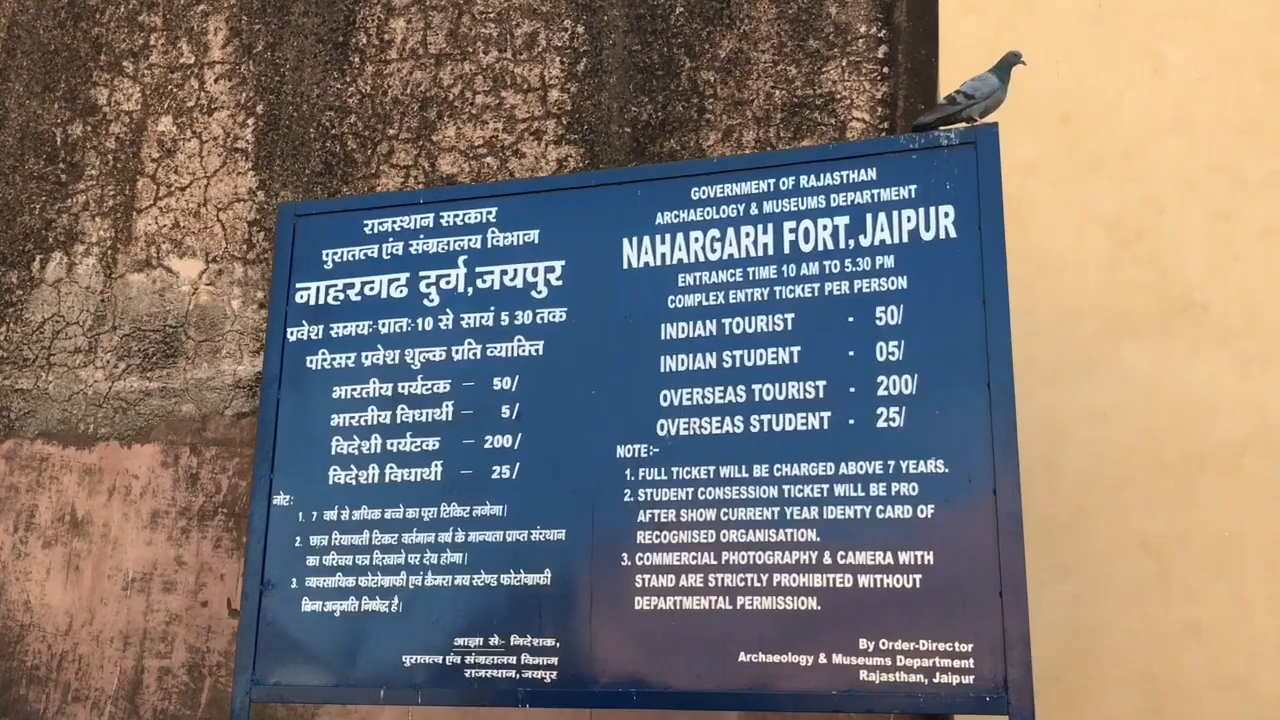 राजस्थान सरकार
पुरातत्व एंव संग्रहालय विभाग
नाहरगढ दुर्ग,जयपुर
प्रवेश समयः-प्रातः-10 से सायं 5 30 तक
परिसर प्रवेश शुल्क प्रति व्याक्ति
भारतीय पर्यटक – 50/
भारतीय विधार्थी – 5/
विदेशी पर्यटक – 200/
विदेशी विधार्थी – 25/
नोटः
1. 7 वर्ष से अधिक बच्चे का पूरा टिकिट लगेगा।
2. छात्र रियायती टिकट वर्तमान वर्ष के मान्यता प्राप्त संस्थान
का परिचय पत्र दिखाने पर देय होगा।
3. व्यवसायिक फोटोग्राफी एवं कैमरा मय स्टेण्ड फोटोग्राफी
बिना अनुमति निषेद्ध है।
आज्ञा सेः- निदेशक,
पुरातत्व एंव संग्रहालय विभाग
राजस्थान, जयपुर
GOVERNMENT OF RAJASTHAN
ARCHAEOLOGY & MUSEUMS DEPARTMENT
NAHARGARH FORT, JAIPUR
ENTRANCE TIME 10 AM TO 5.30 PM
COMPLEX ENTRY TICKET PER PERSON
INDIAN TOURIST - 50/
INDIAN STUDENT - 05/
OVERSEAS TOURIST - 200/
OVERSEAS STUDENT - 25/
NOTE:-
1. FULL TICKET WILL BE CHARGED ABOVE 7 YEARS.
2. STUDENT CONSESSION TICKET WILL BE PRO
AFTER SHOW CURRENT YEAR IDENTY CARD OF
RECOGNISED ORGANISATION.
3. COMMERCIAL PHOTOGRAPHY & CAMERA WITH
STAND ARE STRICTLY PROHIBITED WITHOUT
DEPARTMENTAL PERMISSION.
By Order-Director
Archaeology & Museums Department
Rajasthan, Jaipur